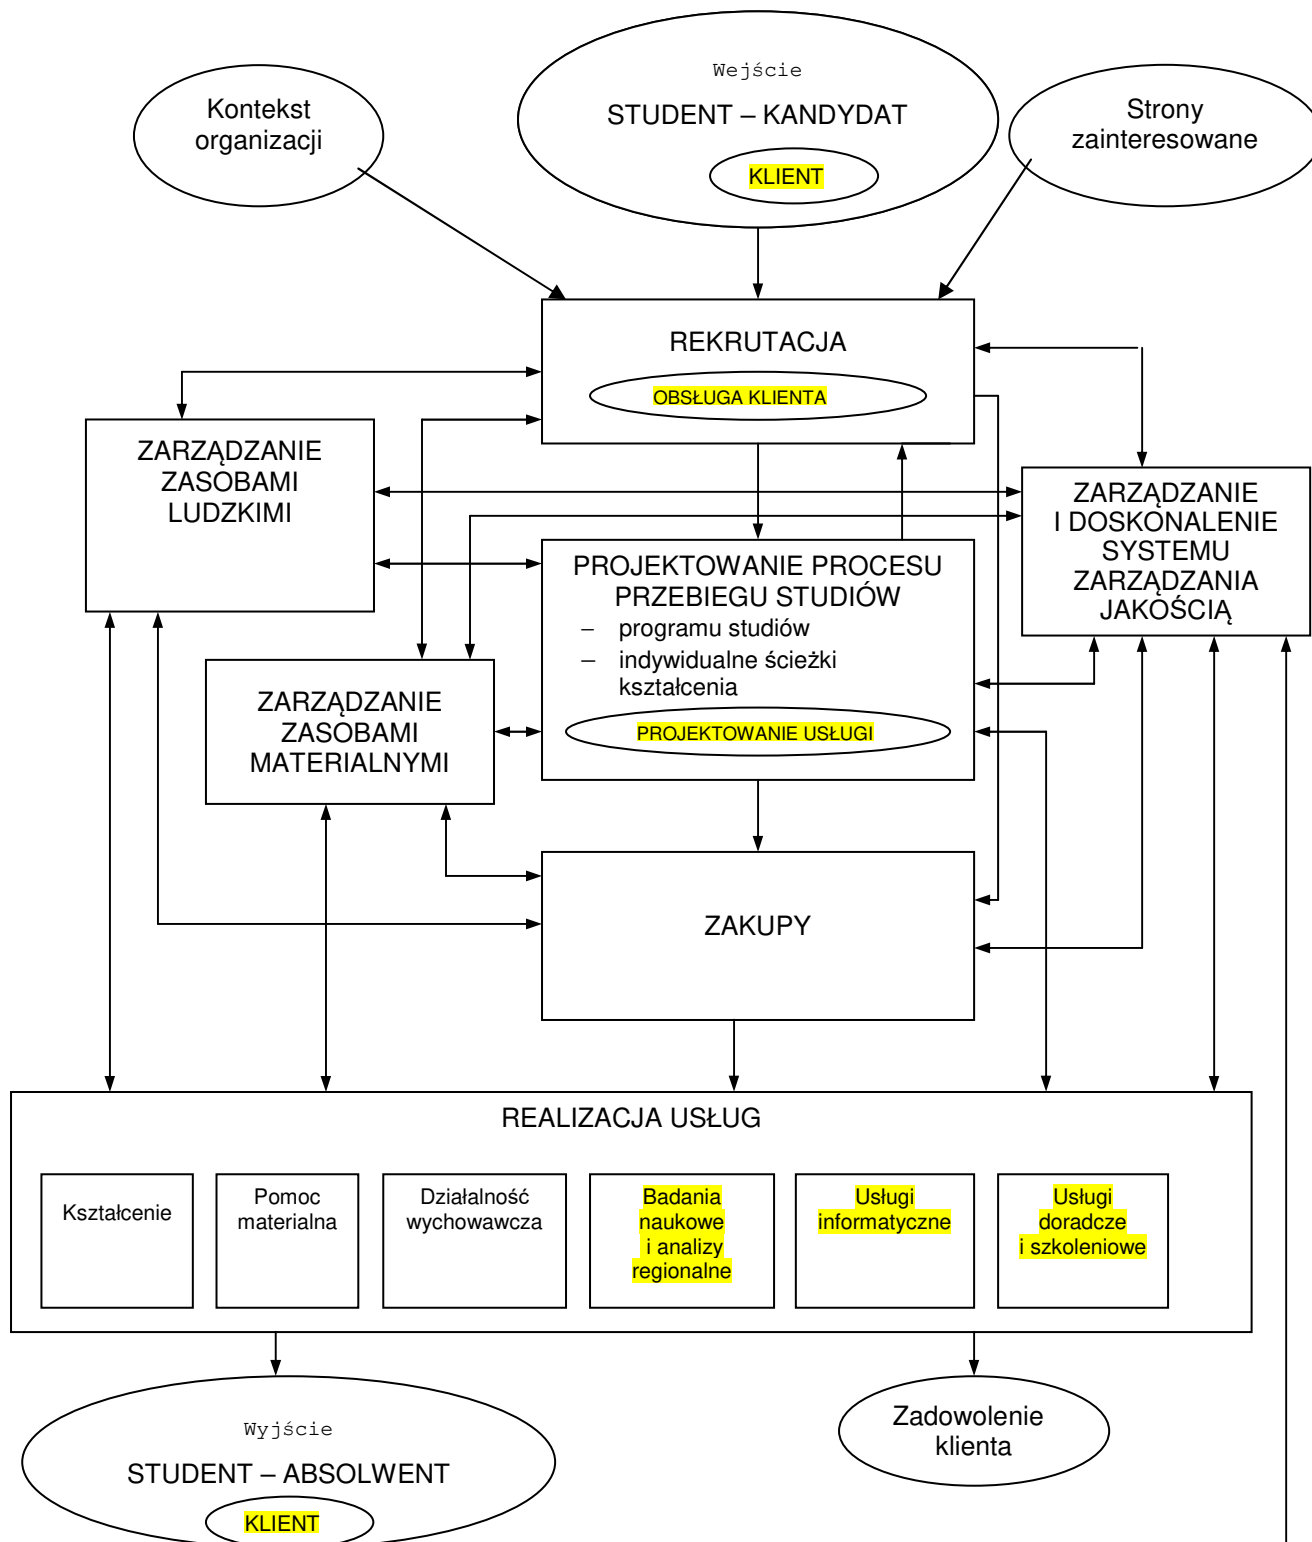 Wejście
STUDENT – KANDYDAT
KLIENT
Kontekst
organizacji
Strony
zainteresowane
REKRUTACJA
OBSŁUGA KLIENTA
ZARZĄDZANIE
ZASOBAMI
LUDZKIMI
ZARZĄDZANIE
I DOSKONALENIE
SYSTEMU
ZARZĄDZANIA
JAKOŚCIĄ
PROJEKTOWANIE PROCESU
PRZEBIEGU STUDIÓW
– programu studiów
– indywidualne ścieżki
kształcenia
PROJEKTOWANIE USŁUGI
ZARZĄDZANIE
ZASOBAMI
MATERIALNYMI
ZAKUPY
REALIZACJA USŁUG
Kształcenie
Pomoc
materialna
Działalność
wychowawcza
Badania
naukowe
i analizy
regionalne
Usługi
informatyczne
Usługi
doradcze
i szkoleniowe
Wyjście
STUDENT – ABSOLWENT
KLIENT
Zadowolenie
klienta